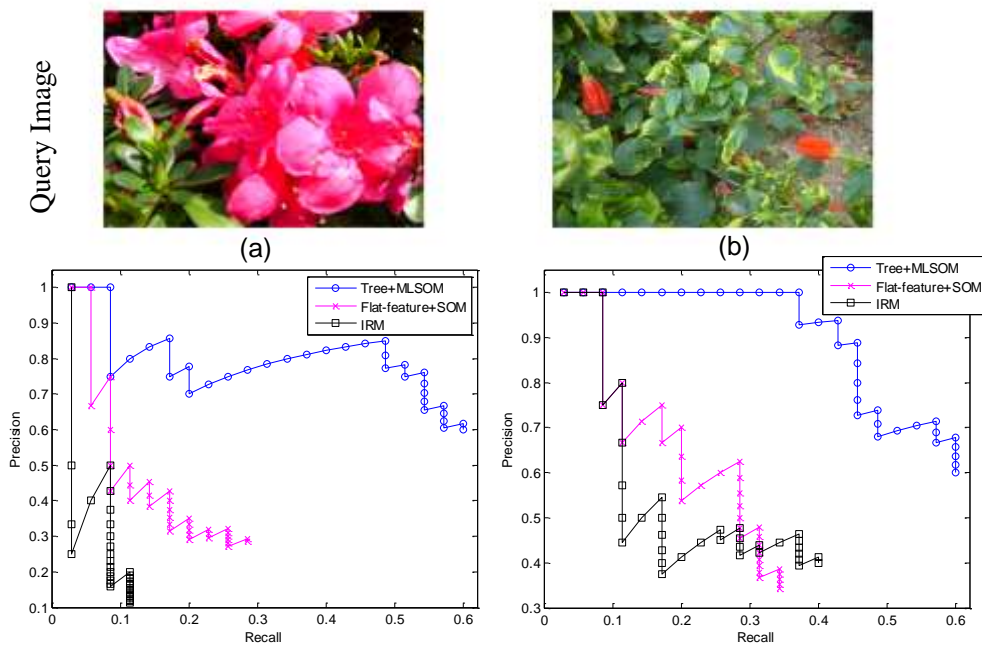 Query Image
(a)
(b)
Tree+MLSOM
Flat-feature+SOM
IRM
1
0.9
0.8
0.7
0.6
0.5
0.4
0.3
0.2
0.1
Precision
0 0.1 0.2 0.3 0.4 0.5 0.6
Recall
Tree+MLSOM
Flat-feature+SOM
IRM
1
0.9
0.8
0.7
0.6
0.5
0.4
0.3
Precision
0 0.1 0.2 0.3 0.4 0.5 0.6
Recall